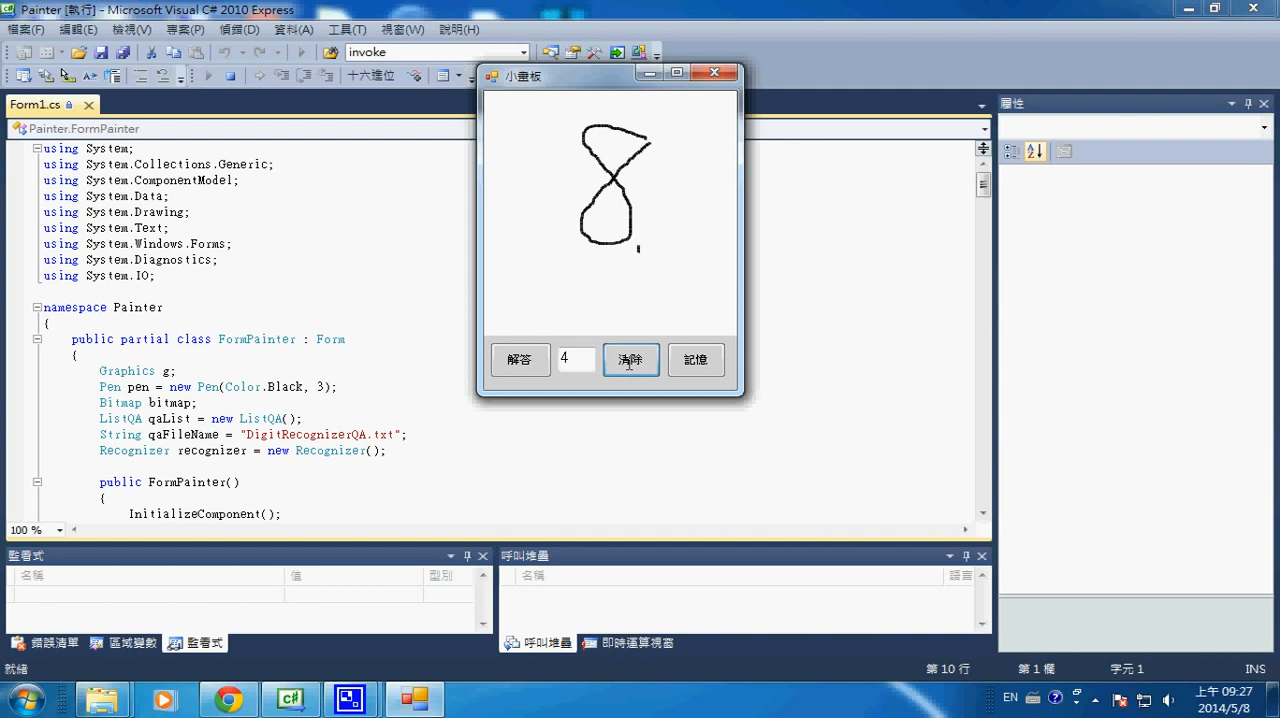 Painter [執行] - Microsoft Visual C# 2010 Express
檔案(F) 編輯(E) 檢視(V) 專案(P) 偵錯(D) 資料(A) 工具(T) 視窗(W) 說明(H)
invoke
十六進位
小畫板
Form1.cs
屬性
Painter.FormPainter
using System;
using System.Collections.Generic;
using System.ComponentModel;
using System.Data;
using System.Drawing;
using System.Text;
using System.Windows.Forms;
using System.Diagnostics;
using System.IO;
namespace Painter
{
public partial class FormPainter : Form
{
Graphics g;
Pen pen = new Pen(Color.Black, 3);
Bitmap bitmap;
ListQA qaList = new ListQA();
String qaFileName = "DigitRecognizerQA.txt";
Recognizer recognizer = new Recognizer();
public FormPainter()
{
InitializeComponent();
8
解答 4 清除 記憶
100 %
監看式
名稱 值 型別
呼叫堆疊
名稱 語言
錯誤清單 區域變數 監看式
呼叫堆疊 即時運算視窗
就緒 第 10 行 第 1 欄 字元 1 INS
EN 上午 09:27
2014/5/8